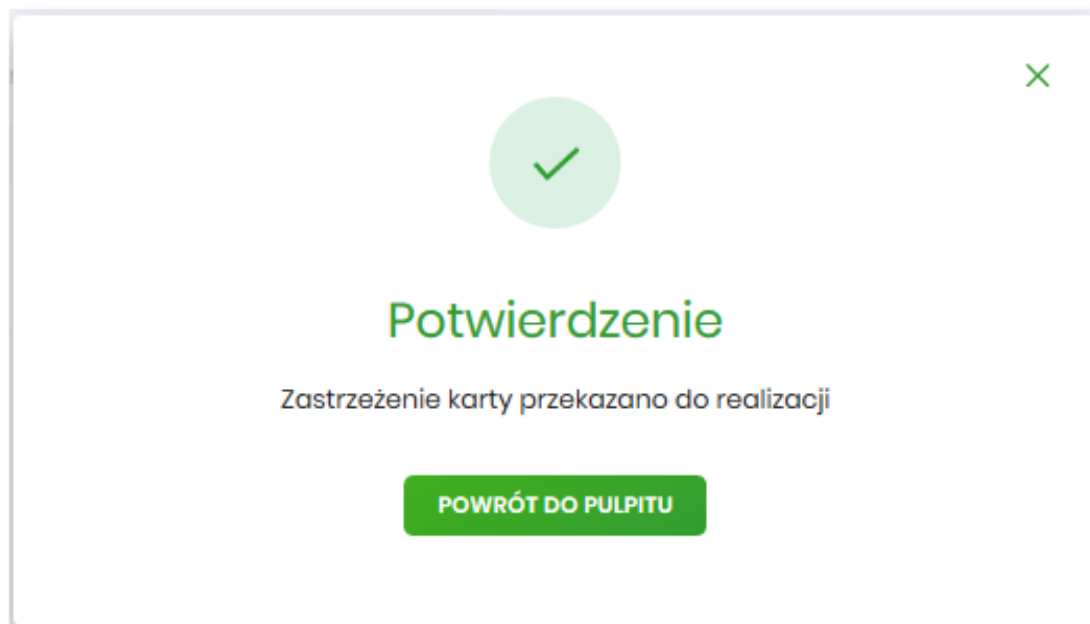 Potwierdzenie
Zastrzeżenie karty przekazano do realizacji
POWRÓT DO PULPITU